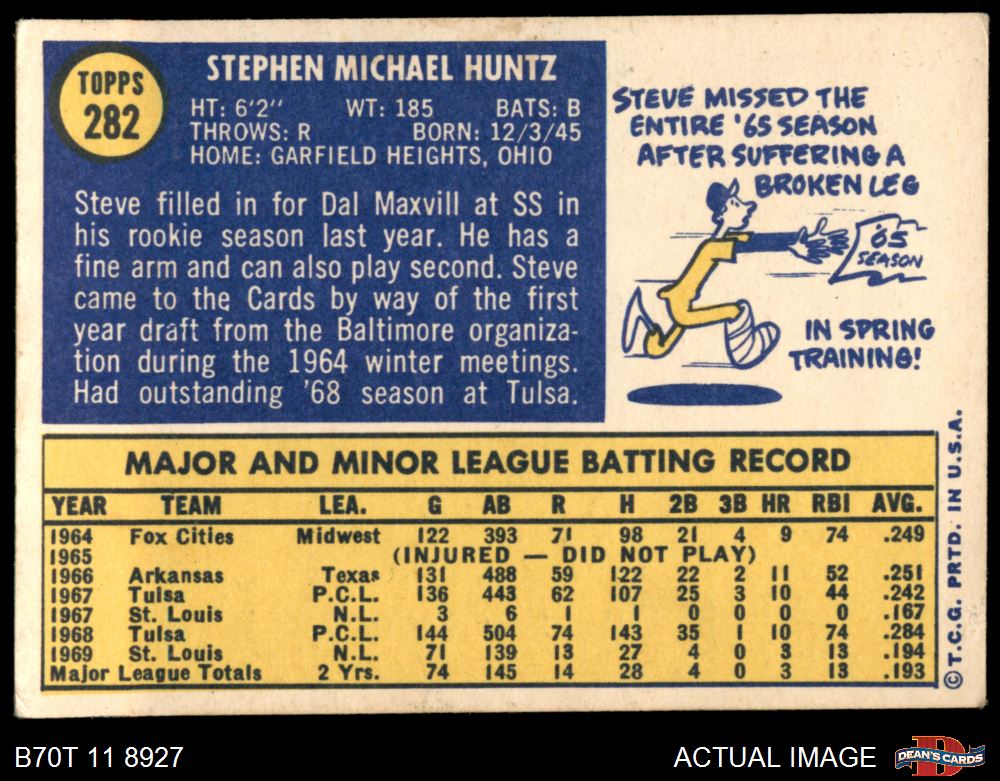 TOPPS
282
STEPHEN MICHAEL HUNTZ
HT: 6'2" WT: 185 BATS: B
THROWS: R BORN: 12/3/45
HOME: GARFIELD HEIGHTS, OHIO
Steve filled in for Dal Maxvill at SS in
his rookie season last year. He has a
fine arm and can also play second. Steve
came to the Cards by way of the first
year draft from the Baltimore organiza-
tion during the 1964 winter meetings.
Had outstanding '68 season at Tulsa.
STEVE MISSED THE
ENTIRE '65 SEASON
AFTER SUFFERING A
BROKEN LEG
'65
SEASON
IN SPRING
TRAINING!
MAJOR AND MINOR LEAGUE BATTING RECORD
YEAR TEAM LEA. G AB R H 2B 3B HR RBI AVG.
1964 Fox Cities Midwest 122 393 71 98 21 4 9 74 .249
1965 (INJURED — DID NOT PLAY)
1966 Arkansas Texas 131 488 59 122 22 2 11 52 .251
1967 Tulsa P.C.L. 136 443 62 107 25 3 10 44 .242
1967 St. Louis N.L. 3 6 1 1 0 0 0 0 .167
1968 Tulsa P.C.L. 144 504 74 143 35 1 10 74 .284
1969 St. Louis N.L. 71 139 13 27 4 0 3 13 .194
Major League Totals 2 Yrs. 74 145 14 28 4 0 3 13 .193
© T.C.G. PRTD. IN U.S.A.
B70T 11 8927
ACTUAL IMAGE
DEAN'S CARDS